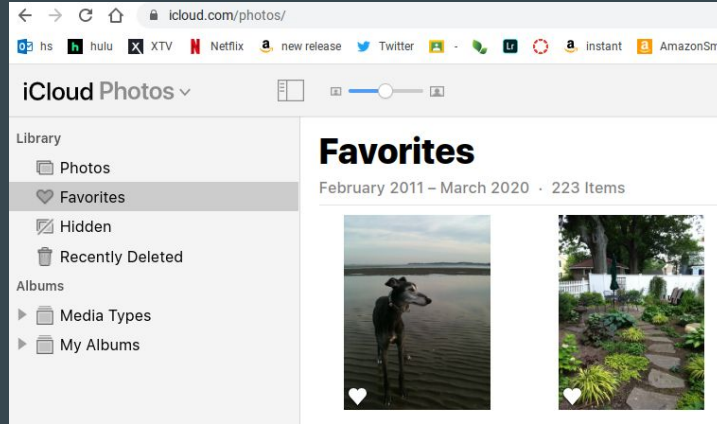 icloud.com/photos/
hs hulu XTV Netflix new release Twitter - Lr instant AmazonSm
iCloud Photos
Library
Photos
Favorites
Hidden
Recently Deleted
Albums
Media Types
My Albums
Favorites
February 2011 – March 2020 · 223 Items